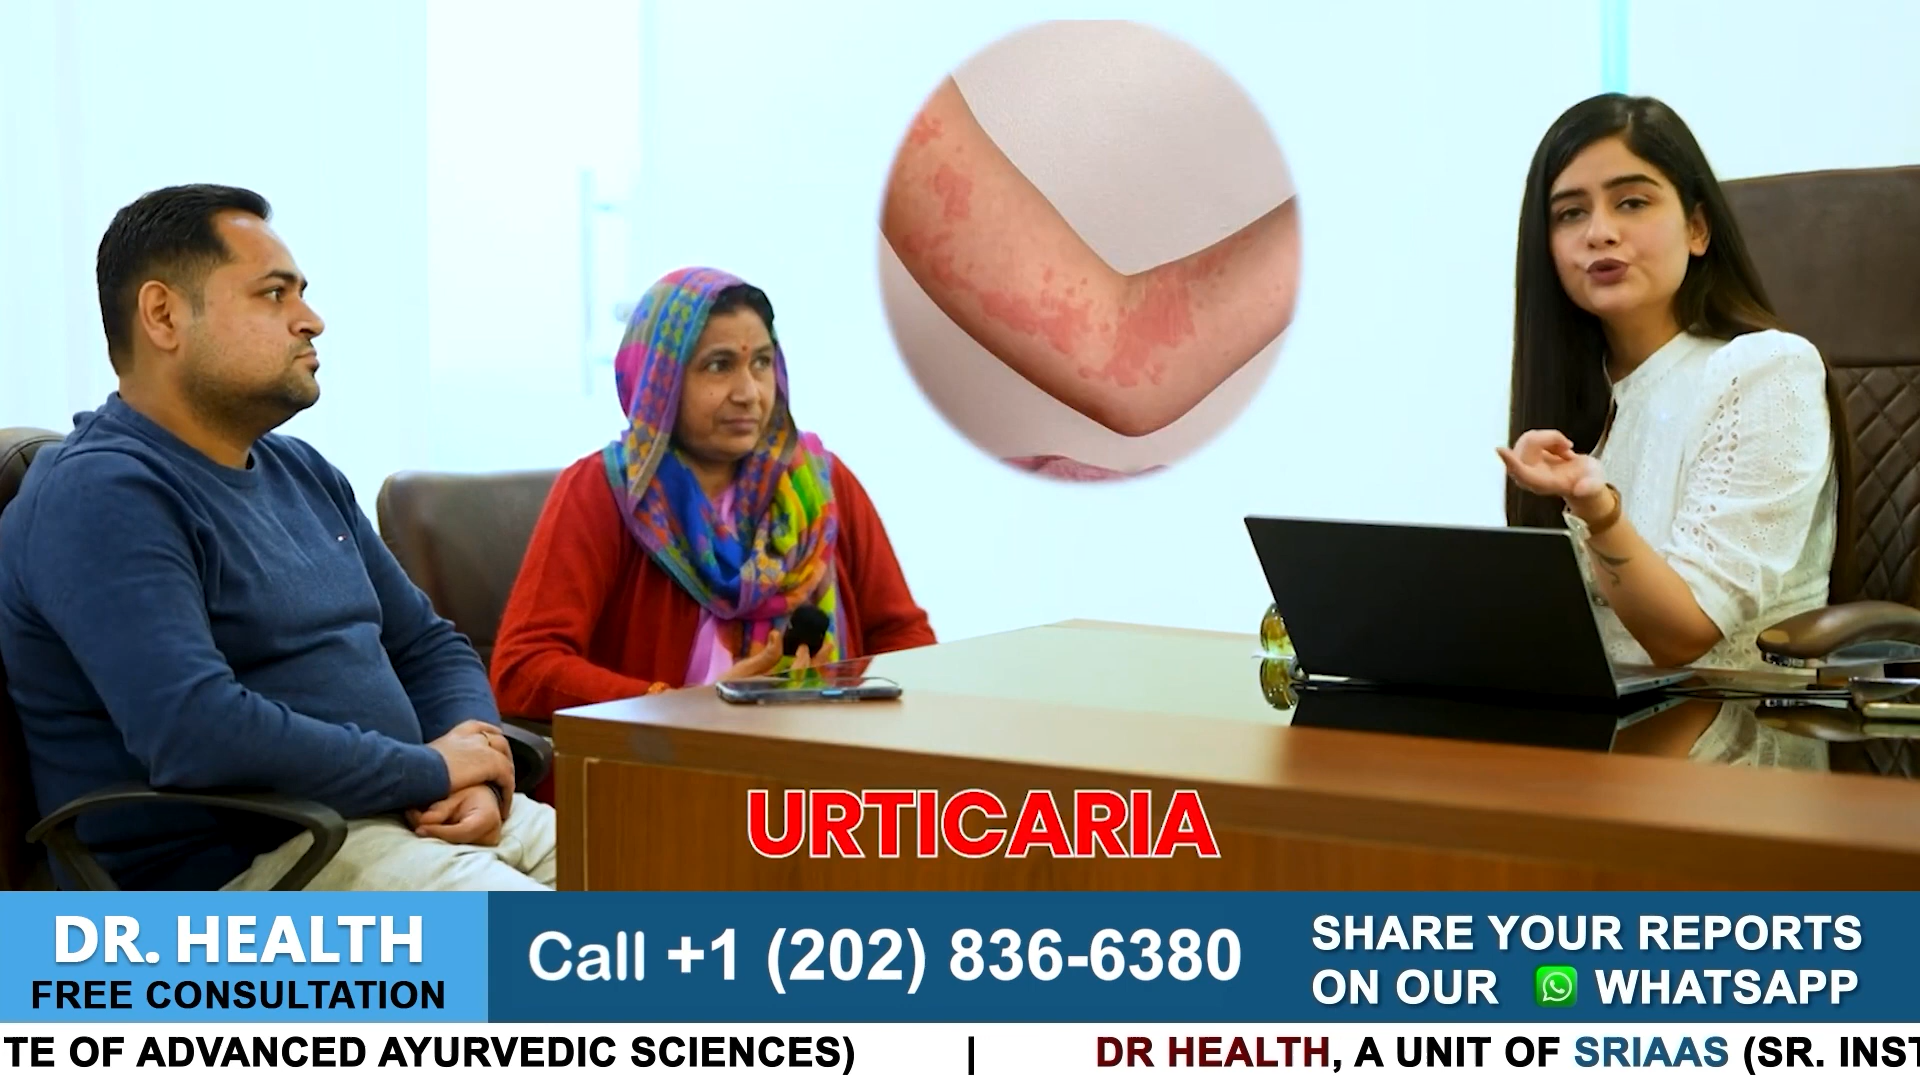 URTICARIA
DR. HEALTH
FREE CONSULTATION
Call +1 (202) 836-6380
SHARE YOUR REPORTS
ON OUR WHATSAPP
TE OF ADVANCED AYURVEDIC SCIENCES) | DR HEALTH, A UNIT OF SRIAAS (SR. INST